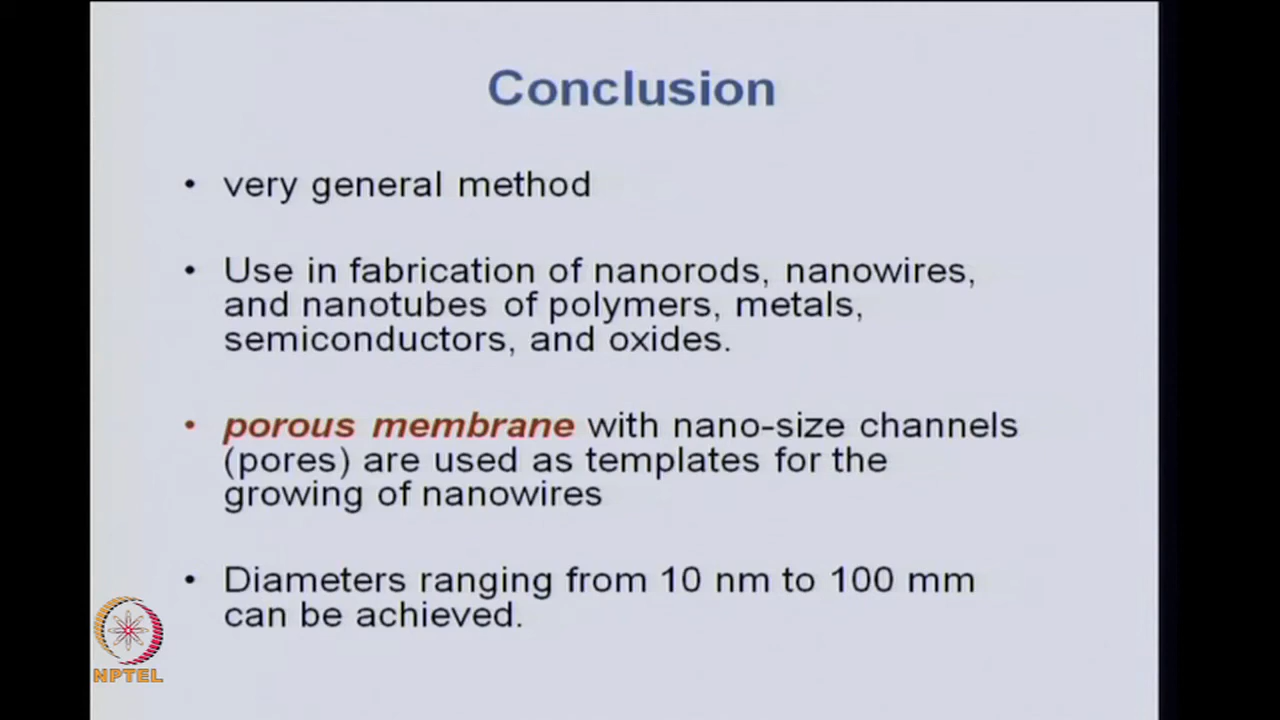 Conclusion
• very general method
• Use in fabrication of nanorods, nanowires,
and nanotubes of polymers, metals,
semiconductors, and oxides.
• porous membrane with nano-size channels
(pores) are used as templates for the
growing of nanowires
• Diameters ranging from 10 nm to 100 mm
can be achieved.
NPTEL